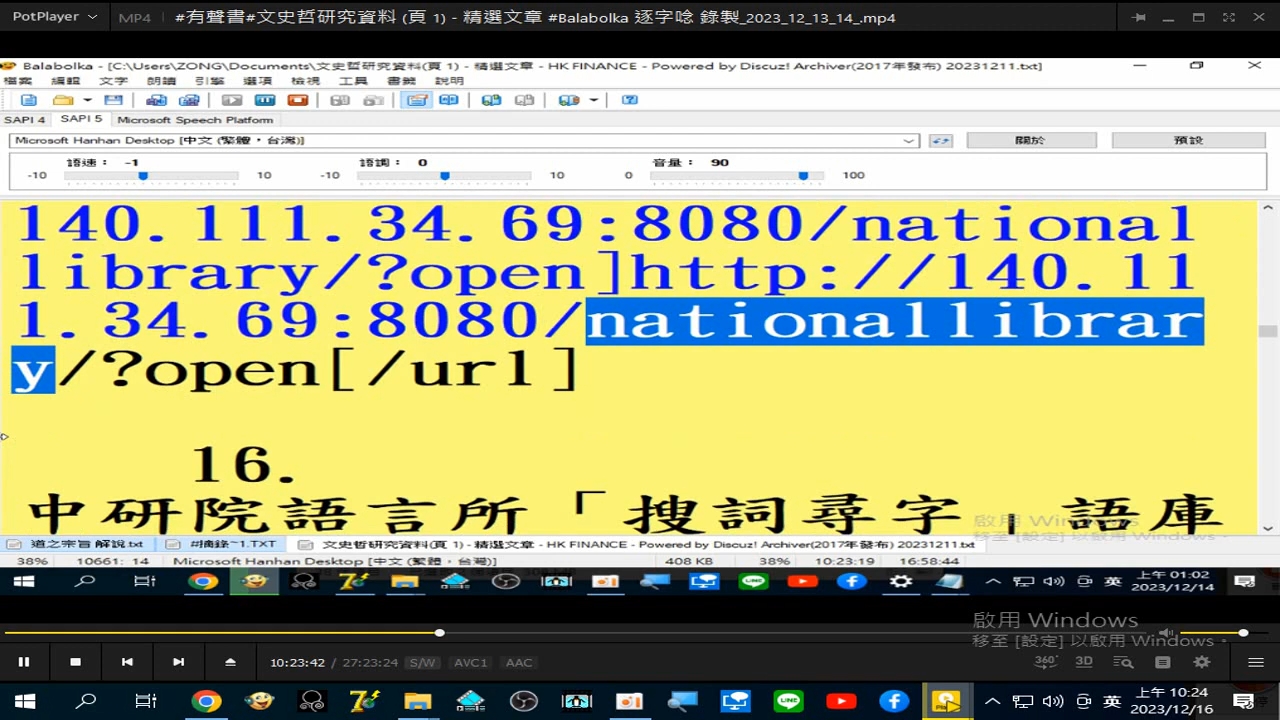 PotPlayer
MP4
#有聲書#文史哲研究資料 (頁 1) - 精選文章 #Balabolka 逐字唸 錄製_2023_12_13_14_.mp4
Balabolka - [C:\Users\ZONG\Documents\文史哲研究資料(頁 1) - 精選文章 - HK FINANCE - Powered by Discuz! Archiver(2017年發布) 20231211.txt]
檔案 編輯 文字 朗讀 引擎 選項 檢視 工具 書籤 說明
SAPI 4 SAPI 5 Microsoft Speech Platform
Microsoft Hanhan Desktop [中文 (繁體，台灣)]
關於 預設
語速： -1 語調： 0 音量： 90
-10 10 -10 10 0 100
140.111.34.69:8080/national
library/?open]http://140.11
1.34.69:8080/nationallibrar
y/?open[/url]
16.
中研院語言所「搜詞尋字 語庫
啟用 Windows
移至 [設定] 以啟用 Windows。
道之宗旨 解說.txt #摘錄~1.TXT 文史哲研究資料(頁 1) - 精選文章 - HK FINANCE - Powered by Discuz! Archiver(2017年發布) 20231211.txt
38% 10661: 14 Microsoft Hanhan Desktop [中文 (繁體，台灣)] 408 KB 38% 10:23:19 16:58:44
英 上午 01:02
2023/12/14
啟用 Windows
移至 [設定] 以啟用 Windows。
10:23:42 / 27:23:24 S/W AVC1 AAC
360° 3D
英 上午 10:24
2023/12/16